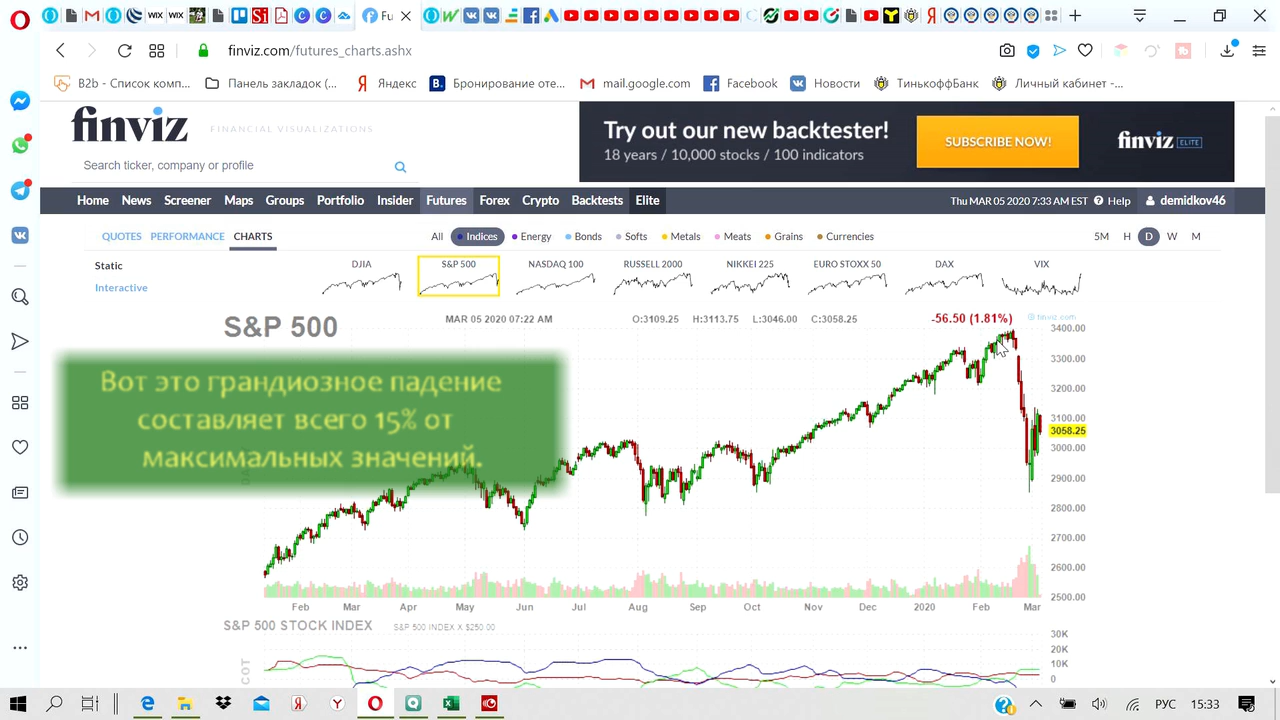 WIX
WIX
Fu
finviz.com/futures_charts.ashx
B2b - Список комп...
Панель закладок (...
Яндекс
Бронирование оте...
mail.google.com
Facebook
Новости
ТинькоффБанк
Личный кабинет -...
finviz
FINANCIAL VISUALIZATIONS
Try out our new backtester!
18 years / 10,000 stocks / 100 indicators
SUBSCRIBE NOW!
finviz ELITE
Search ticker, company or profile
Home News Screener Maps Groups Portfolio Insider Futures Forex Crypto Backtests Elite
Thu MAR 05 2020 7:33 AM EST Help demidkov46
QUOTES PERFORMANCE CHARTS
All Indices Energy Bonds Softs Metals Meats Grains Currencies
5M H D W M
Static
Interactive
DJIA S&P 500 NASDAQ 100 RUSSELL 2000 NIKKEI 225 EURO STOXX 50 DAX VIX
S&P 500
MAR 05 2020 07:22 AM
O:3109.25 H:3113.75 L:3046.00 C:3058.25
-56.50 (1.81%)
© finviz.com
3400.00
3300.00
3200.00
3100.00
3058.25
3000.00
2900.00
2800.00
2700.00
2600.00
2500.00
Вот это грандиозное падение
составляет всего 15% от
максимальных значений.
Feb Mar Apr May Jun Jul Aug Sep Oct Nov Dec 2020 Feb Mar
S&P 500 STOCK INDEX
S&P 500 INDEX X $250.00
30K
20K
10K
0
COT
РУС
15:33